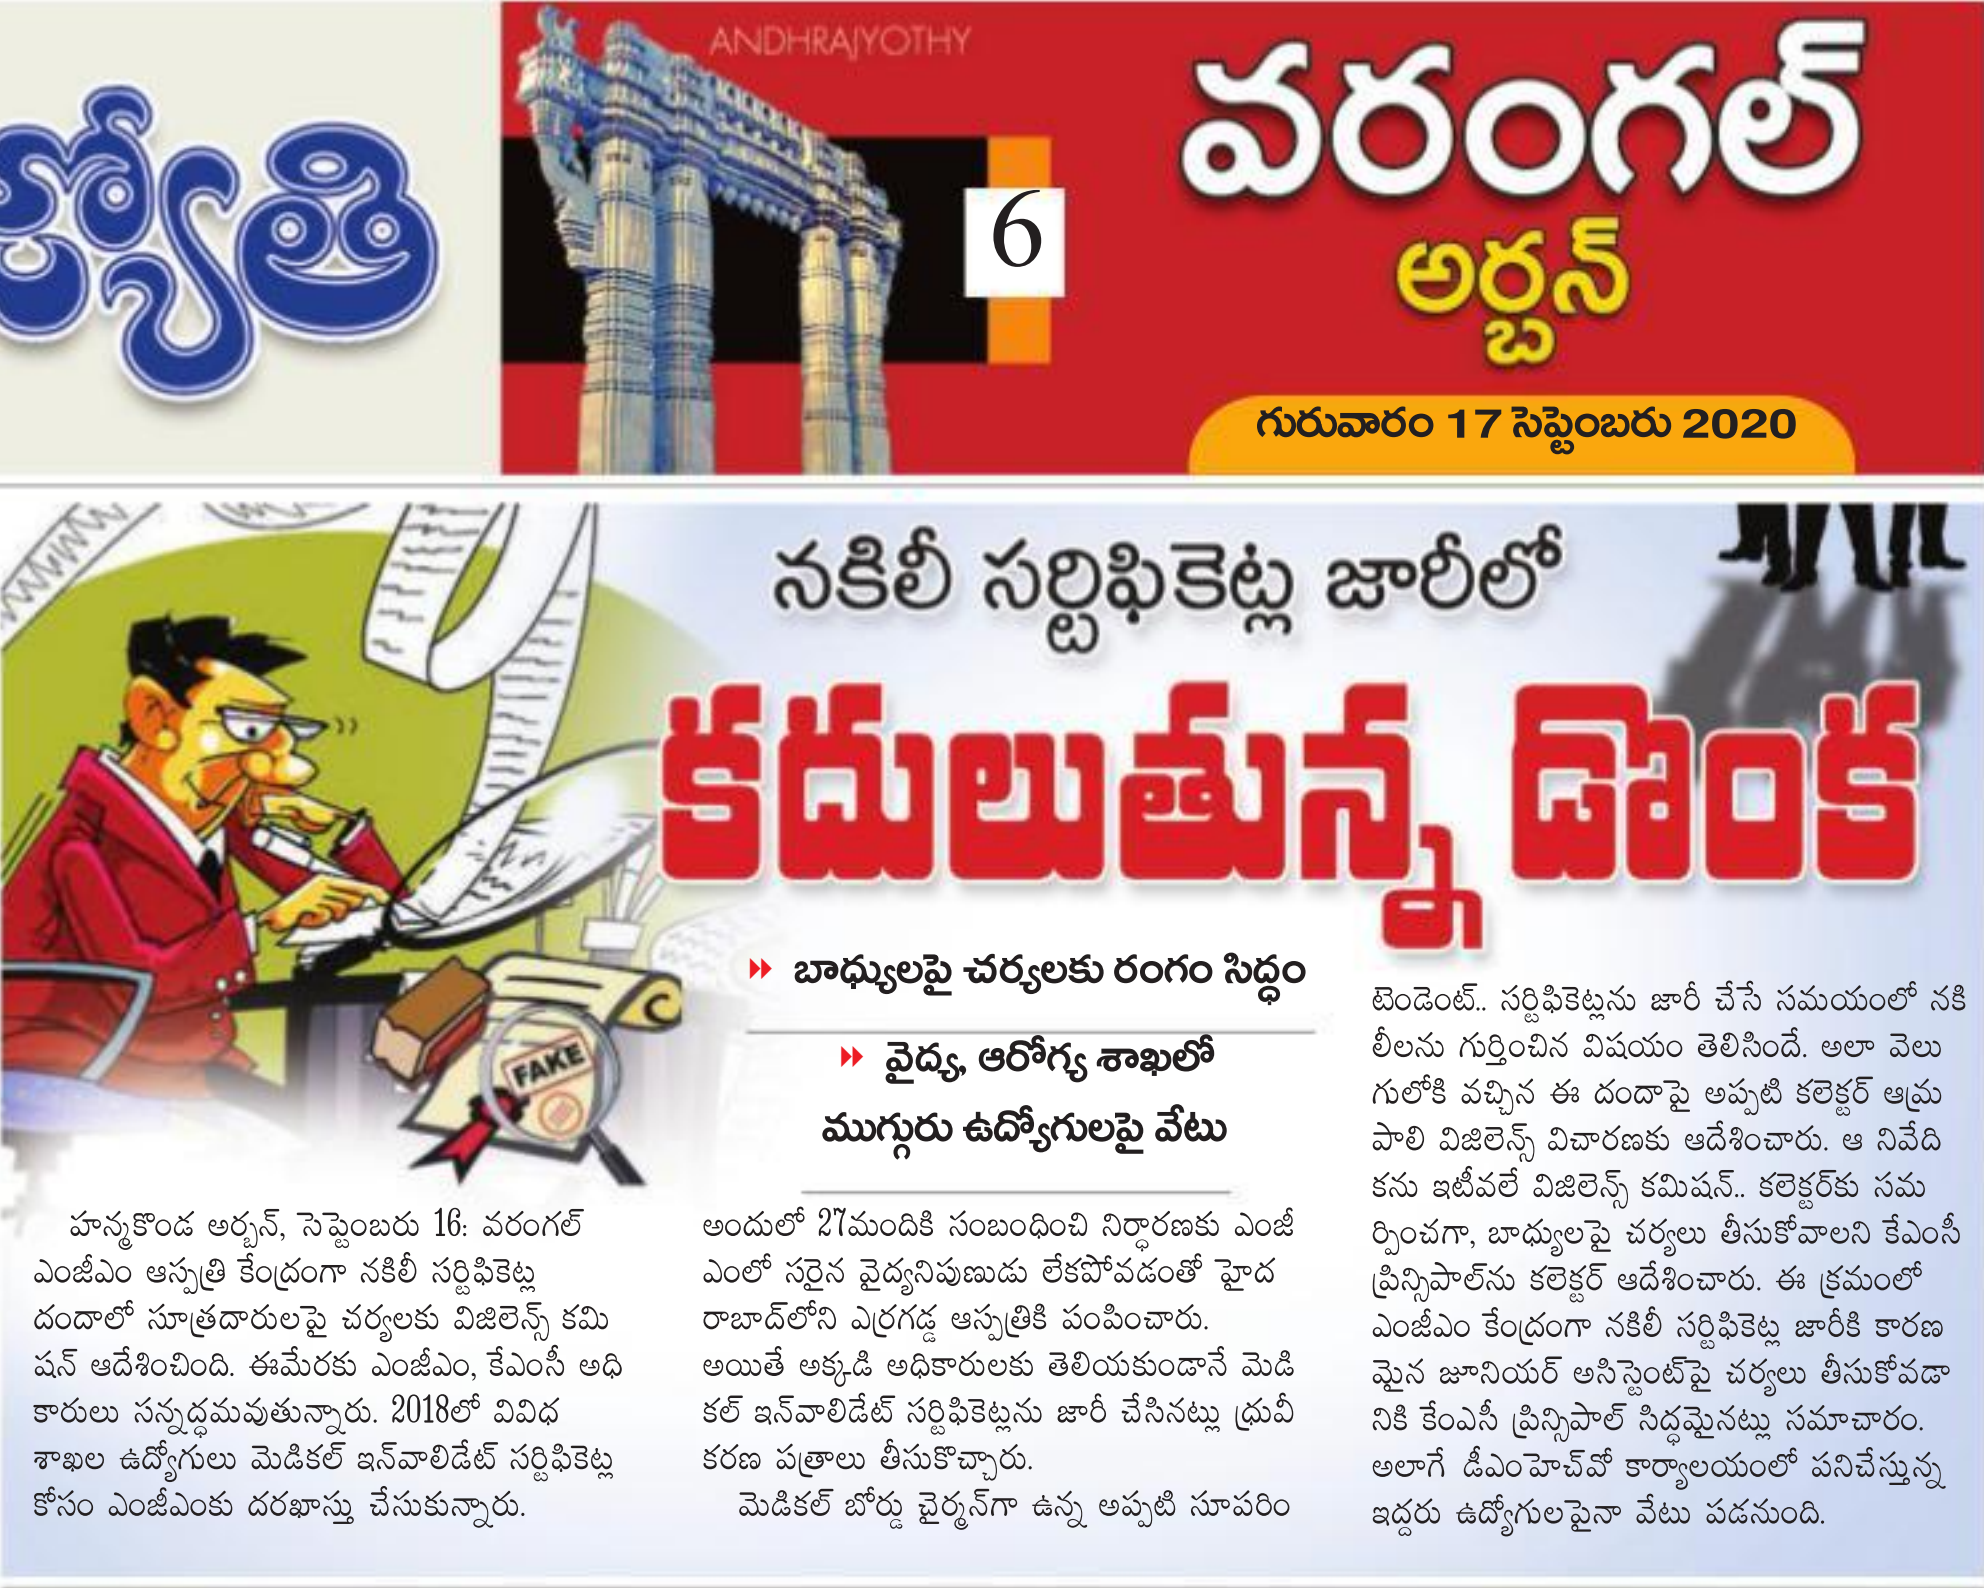 ANDHRAJYOTHY
జ్యోతి
6
వరంగల్
అర్బన్
గురువారం 17 సెప్టెంబరు 2020
నకిలీ సర్టిఫికెట్ల జారీలో
కదులుతున్న డొంక
FAKE
బాధ్యులపై చర్యలకు రంగం సిద్ధం
వైద్య, ఆరోగ్య శాఖలో
ముగ్గురు ఉద్యోగులపై వేటు
హన్మకొండ అర్బన్, సెప్టెంబరు 16: వరంగల్
ఎంజీఎం ఆస్పత్రి కేంద్రంగా నకిలీ సర్టిఫికెట్ల
దందాలో సూత్రదారులపై చర్యలకు విజిలెన్స్ కమి
షన్ ఆదేశించింది. ఈమేరకు ఎంజీఎం, కేఎంసీ అధి
కారులు సన్నద్ధమవుతున్నారు. 2018లో వివిధ
శాఖల ఉద్యోగులు మెడికల్ ఇన్‌వాలిడేట్ సర్టిఫికెట్ల
కోసం ఎంజీఎంకు దరఖాస్తు చేసుకున్నారు.
అందులో 27మందికి సంబంధించి నిర్ధారణకు ఎంజీ
ఎంలో సరైన వైద్యనిపుణుడు లేకపోవడంతో హైద
రాబాద్‌లోని ఎర్రగడ్డ ఆస్పత్రికి పంపించారు.
అయితే అక్కడి అధికారులకు తెలియకుండానే మెడి
కల్ ఇన్‌వాలిడేట్ సర్టిఫికెట్లను జారీ చేసినట్లు ధ్రువీ
కరణ పత్రాలు తీసుకొచ్చారు.
మెడికల్ బోర్డు చైర్మన్‌గా ఉన్న అప్పటి సూపరిం
టెండెంట్.. సర్టిఫికెట్లను జారీ చేసే సమయంలో నకి
లీలను గుర్తించిన విషయం తెలిసిందే. అలా వెలు
గులోకి వచ్చిన ఈ దందాపై అప్పటి కలెక్టర్ ఆమ్ర
పాలి విజిలెన్స్ విచారణకు ఆదేశించారు. ఆ నివేది
కను ఇటీవలే విజిలెన్స్ కమిషన్.. కలెక్టర్‌కు సమ
ర్పించగా, బాధ్యులపై చర్యలు తీసుకోవాలని కేఎంసీ
ప్రిన్సిపాల్‌ను కలెక్టర్ ఆదేశించారు. ఈ క్రమంలో
ఎంజీఎం కేంద్రంగా నకిలీ సర్టిఫికెట్ల జారీకి కారణ
మైన జూనియర్ అసిస్టెంట్‌పై చర్యలు తీసుకోవడా
నికి కేంఎసీ ప్రిన్సిపాల్ సిద్ధమైనట్లు సమాచారం.
అలాగే డీఎంహెచ్‌వో కార్యాలయంలో పనిచేస్తున్న
ఇద్దరు ఉద్యోగులపైనా వేటు పడనుంది.